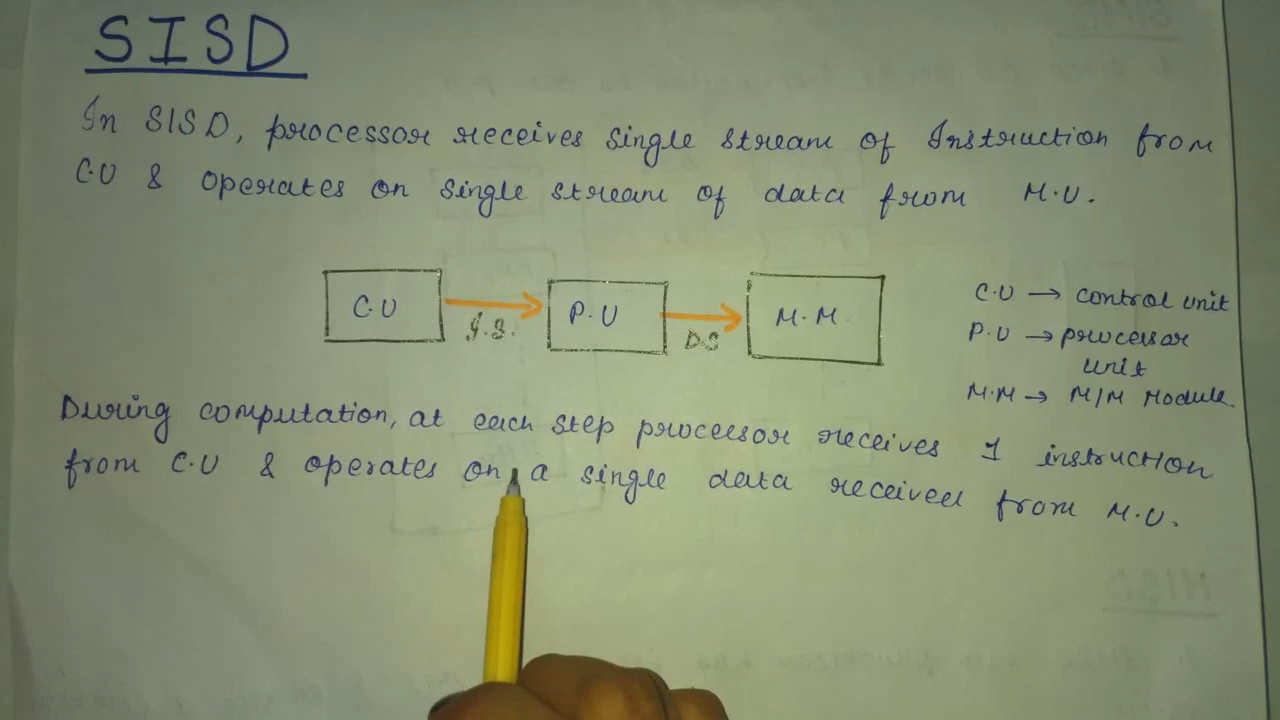 SISD
In SISD, processor receives single stream of Instruction from
C.U & operates on single stream of data from M.U.
C.U
I.S.
P.U
D.S
M.M.
C.U → control unit
P.U → processor
unit
M.M → M/M Module.
During computation, at each step processor receives 1 instruction
from C.U & operates on a single data received from M.U.
MISD